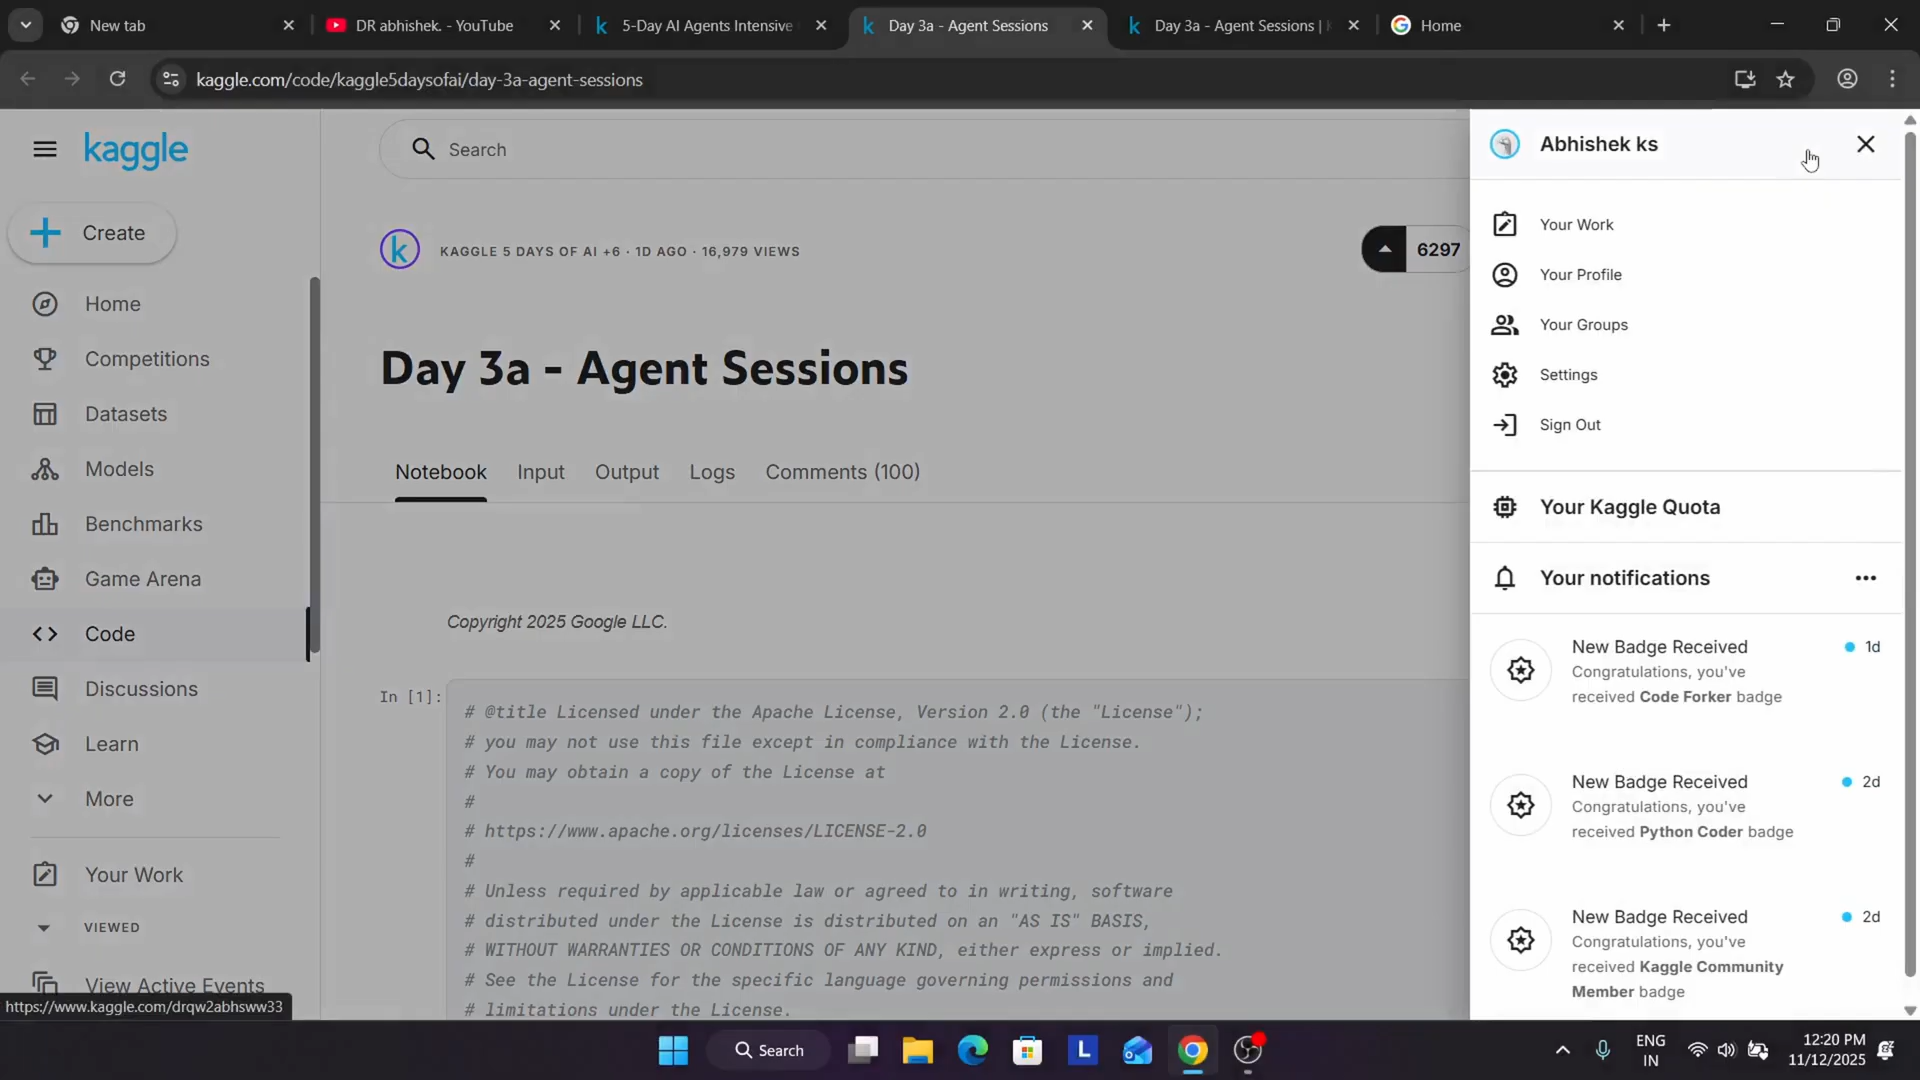 New tab
DR abhishek. - YouTube
5-Day AI Agents Intensive
Day 3a - Agent Sessions
Day 3a - Agent Sessions |
Home
kaggle.com/code/kaggle5daysofai/day-3a-agent-sessions
kaggle
Search
Create
Home
Competitions
Datasets
Models
Benchmarks
Game Arena
Code
Discussions
Learn
More
Your Work
VIEWED
View Active Events
https://www.kaggle.com/drqw2abhsww33
KAGGLE 5 DAYS OF AI +6 · 1D AGO · 16,979 VIEWS
6297
Day 3a - Agent Sessions
Notebook Input Output Logs Comments (100)
Copyright 2025 Google LLC.
In [1]:
# @title Licensed under the Apache License, Version 2.0 (the "License");
# you may not use this file except in compliance with the License.
# You may obtain a copy of the License at
#
# https://www.apache.org/licenses/LICENSE-2.0
#
# Unless required by applicable law or agreed to in writing, software
# distributed under the License is distributed on an "AS IS" BASIS,
# WITHOUT WARRANTIES OR CONDITIONS OF ANY KIND, either express or implied.
# See the License for the specific language governing permissions and
# limitations under the License.
Abhishek ks
Your Work
Your Profile
Your Groups
Settings
Sign Out
Your Kaggle Quota
Your notifications
New Badge Received 1d
Congratulations, you've
received Code Forker badge
New Badge Received 2d
Congratulations, you've
received Python Coder badge
New Badge Received 2d
Congratulations, you've
received Kaggle Community
Member badge
Search
L
ENG
IN
12:20 PM
11/12/2025